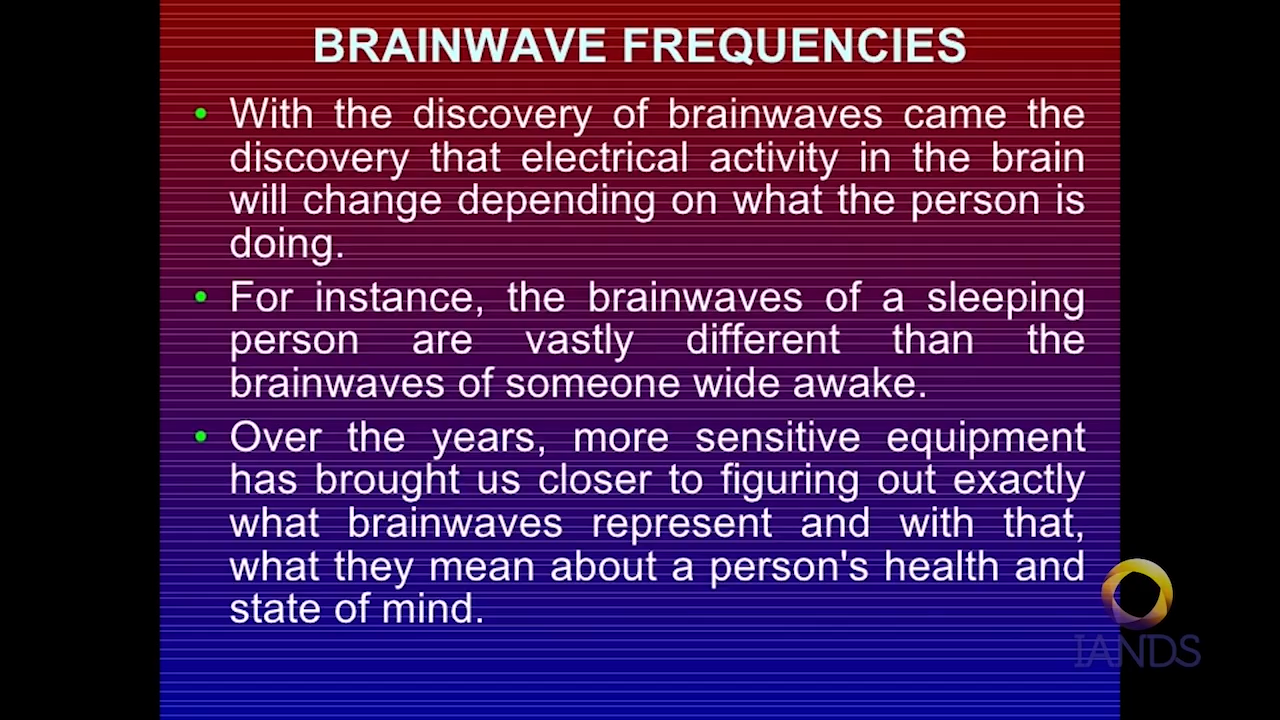 BRAINWAVE FREQUENCIES
• With the discovery of brainwaves came the
discovery that electrical activity in the brain
will change depending on what the person is
doing.
• For instance, the brainwaves of a sleeping
person are vastly different than the
brainwaves of someone wide awake.
• Over the years, more sensitive equipment
has brought us closer to figuring out exactly
what brainwaves represent and with that,
what they mean about a person's health and
state of mind.
IANDS